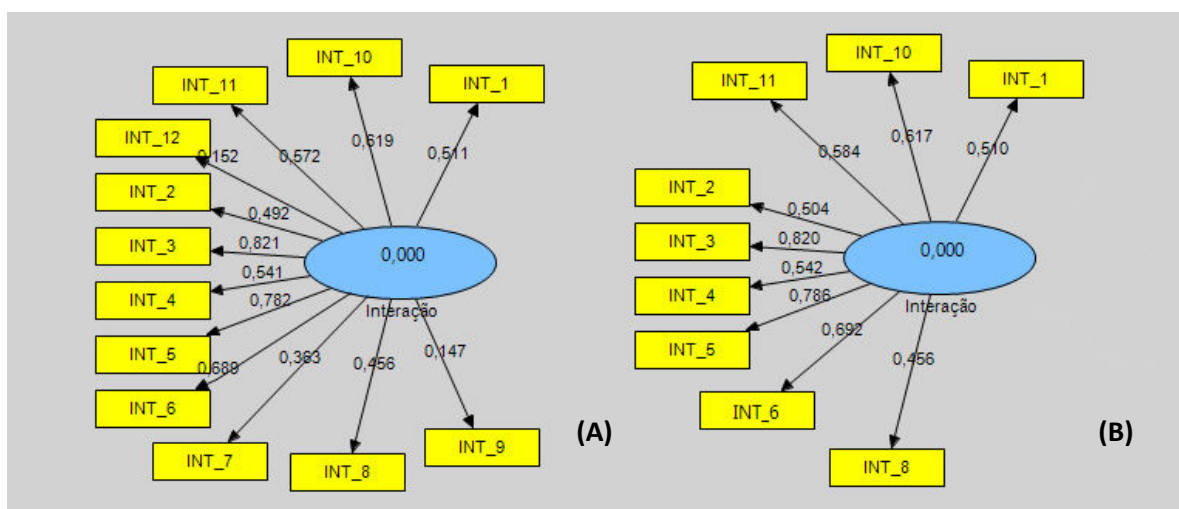 INT_10
INT_11
INT_1
INT_12
0,152
0,572
0,619
0,511
INT_2
0,492
INT_3
0,821
0,000
INT_4
0,541
Interação
INT_5
0,782
INT_6
0,689
0,363
0,456
0,147
INT_7
INT_8
INT_9
(A)
INT_10
INT_11
INT_1
0,584
0,617
0,510
INT_2
0,504
INT_3
0,820
0,000
INT_4
0,542
Interação
INT_5
0,786
0,692
0,456
INT_6
INT_8
(B)